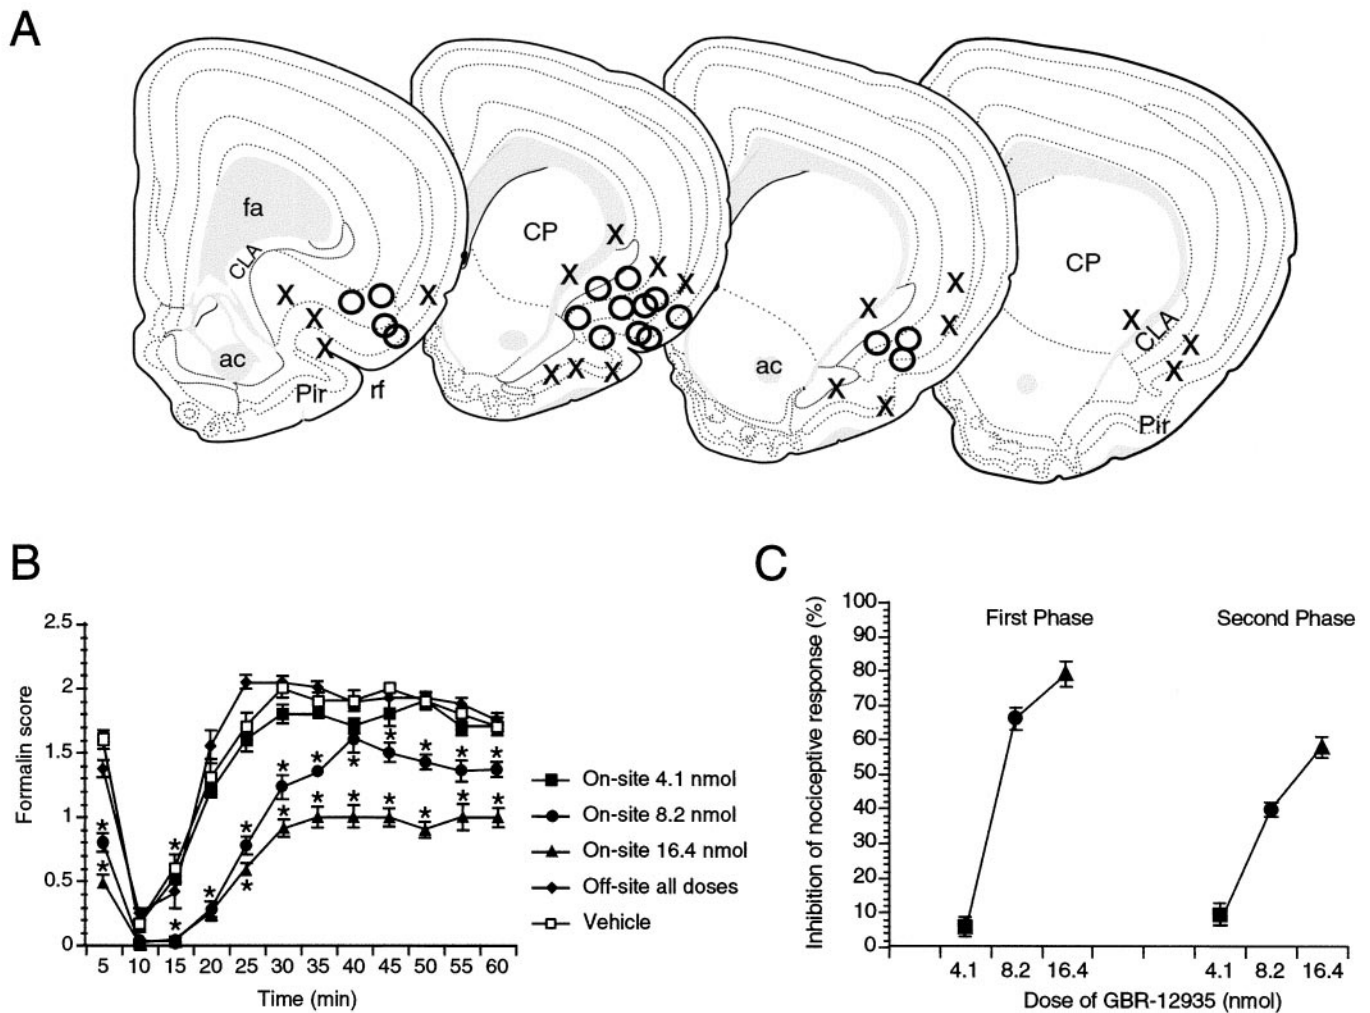 A
fa
CLA
ac
Pir
rf
CP
ac
CP
CLA
Pir
X X X X
X X X X X X X
X X X X X
X X X
B
Formalin score
2.5
2
1.5
1
0.5
0
5 10 15 20 25 30 35 40 45 50 55 60
Time (min)
* * * * * * * * * * * * * * * * * * * * * *
On-site 4.1 nmol
On-site 8.2 nmol
On-site 16.4 nmol
Off-site all doses
Vehicle
C
Inhibition of nociceptive response (%)
100
90
80
70
60
50
40
30
20
10
0
First Phase
Second Phase
4.1 8.2 16.4 4.1 8.2 16.4
Dose of GBR-12935 (nmol)